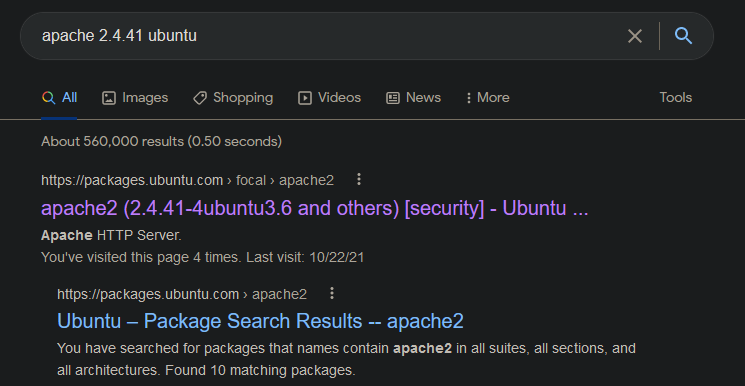 apache 2.4.41 ubuntu
All Images Shopping Videos News More Tools
About 560,000 results (0.50 seconds)
https://packages.ubuntu.com › focal › apache2
apache2 (2.4.41-4ubuntu3.6 and others) [security] - Ubuntu ...
Apache HTTP Server.
You've visited this page 4 times. Last visit: 10/22/21
https://packages.ubuntu.com › apache2
Ubuntu – Package Search Results -- apache2
You have searched for packages that names contain apache2 in all suites, all sections, and
all architectures. Found 10 matching packages.